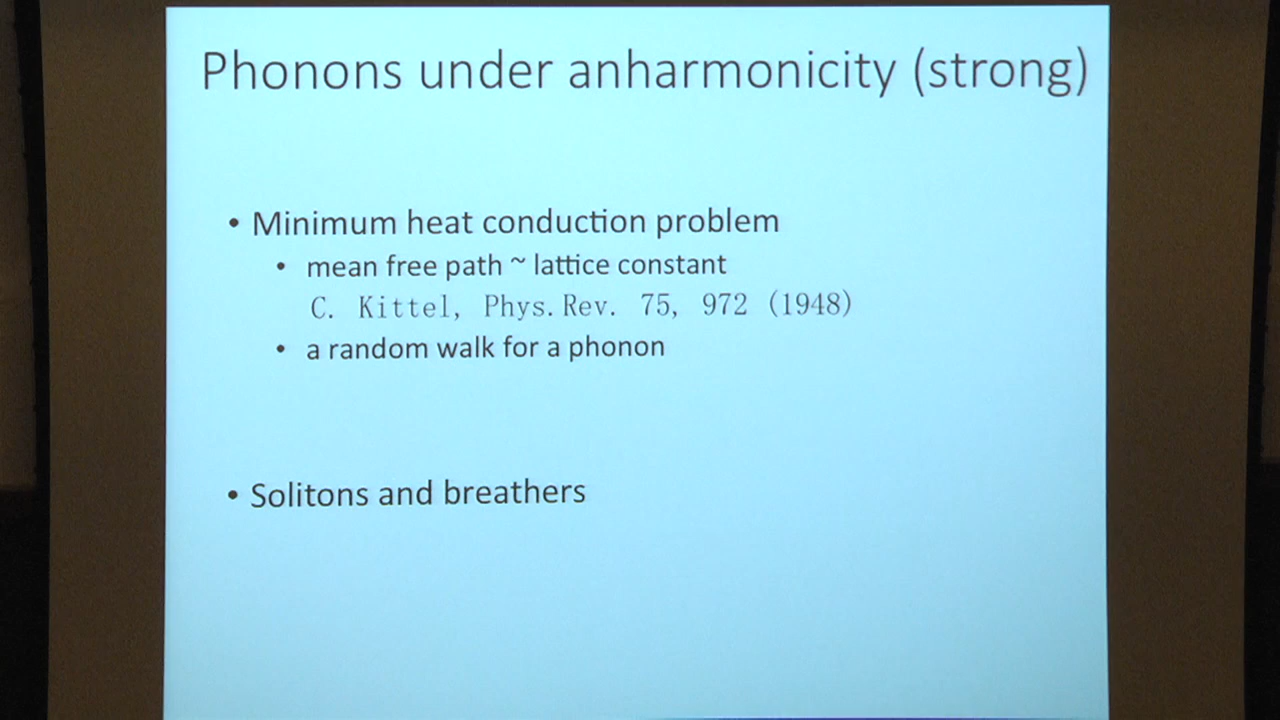 Phonons under anharmonicity (strong)
• Minimum heat conduction problem
• mean free path ~ lattice constant
C. Kittel, Phys. Rev. 75, 972 (1948)
• a random walk for a phonon
• Solitons and breathers